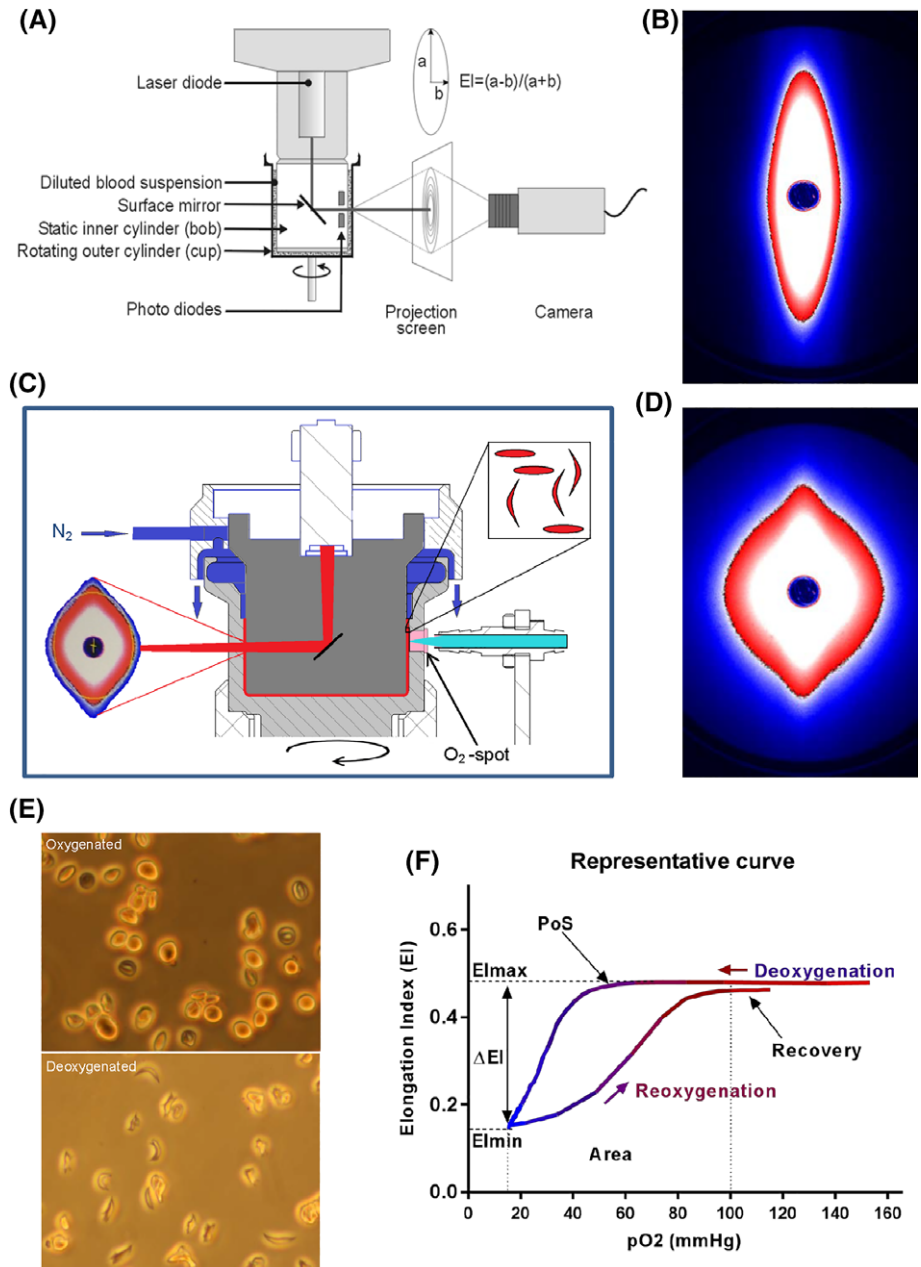 (A)
Laser diode
a
b
EI=(a-b)/(a+b)
Diluted blood suspension
Surface mirror
Static inner cylinder (bob)
Rotating outer cylinder (cup)
Photo diodes
Projection
screen
Camera
(B)
(C)
N2
O2-spot
(D)
(E)
Oxygenated
Deoxygenated
(F)
Representative curve
Elongation Index (EI)
0.6
0.4
0.2
0.0
PoS
EImax
Deoxygenation
Recovery
ΔEI
Reoxygenation
EImin
Area
0 20 40 60 80 100 120 140 160
pO2 (mmHg)